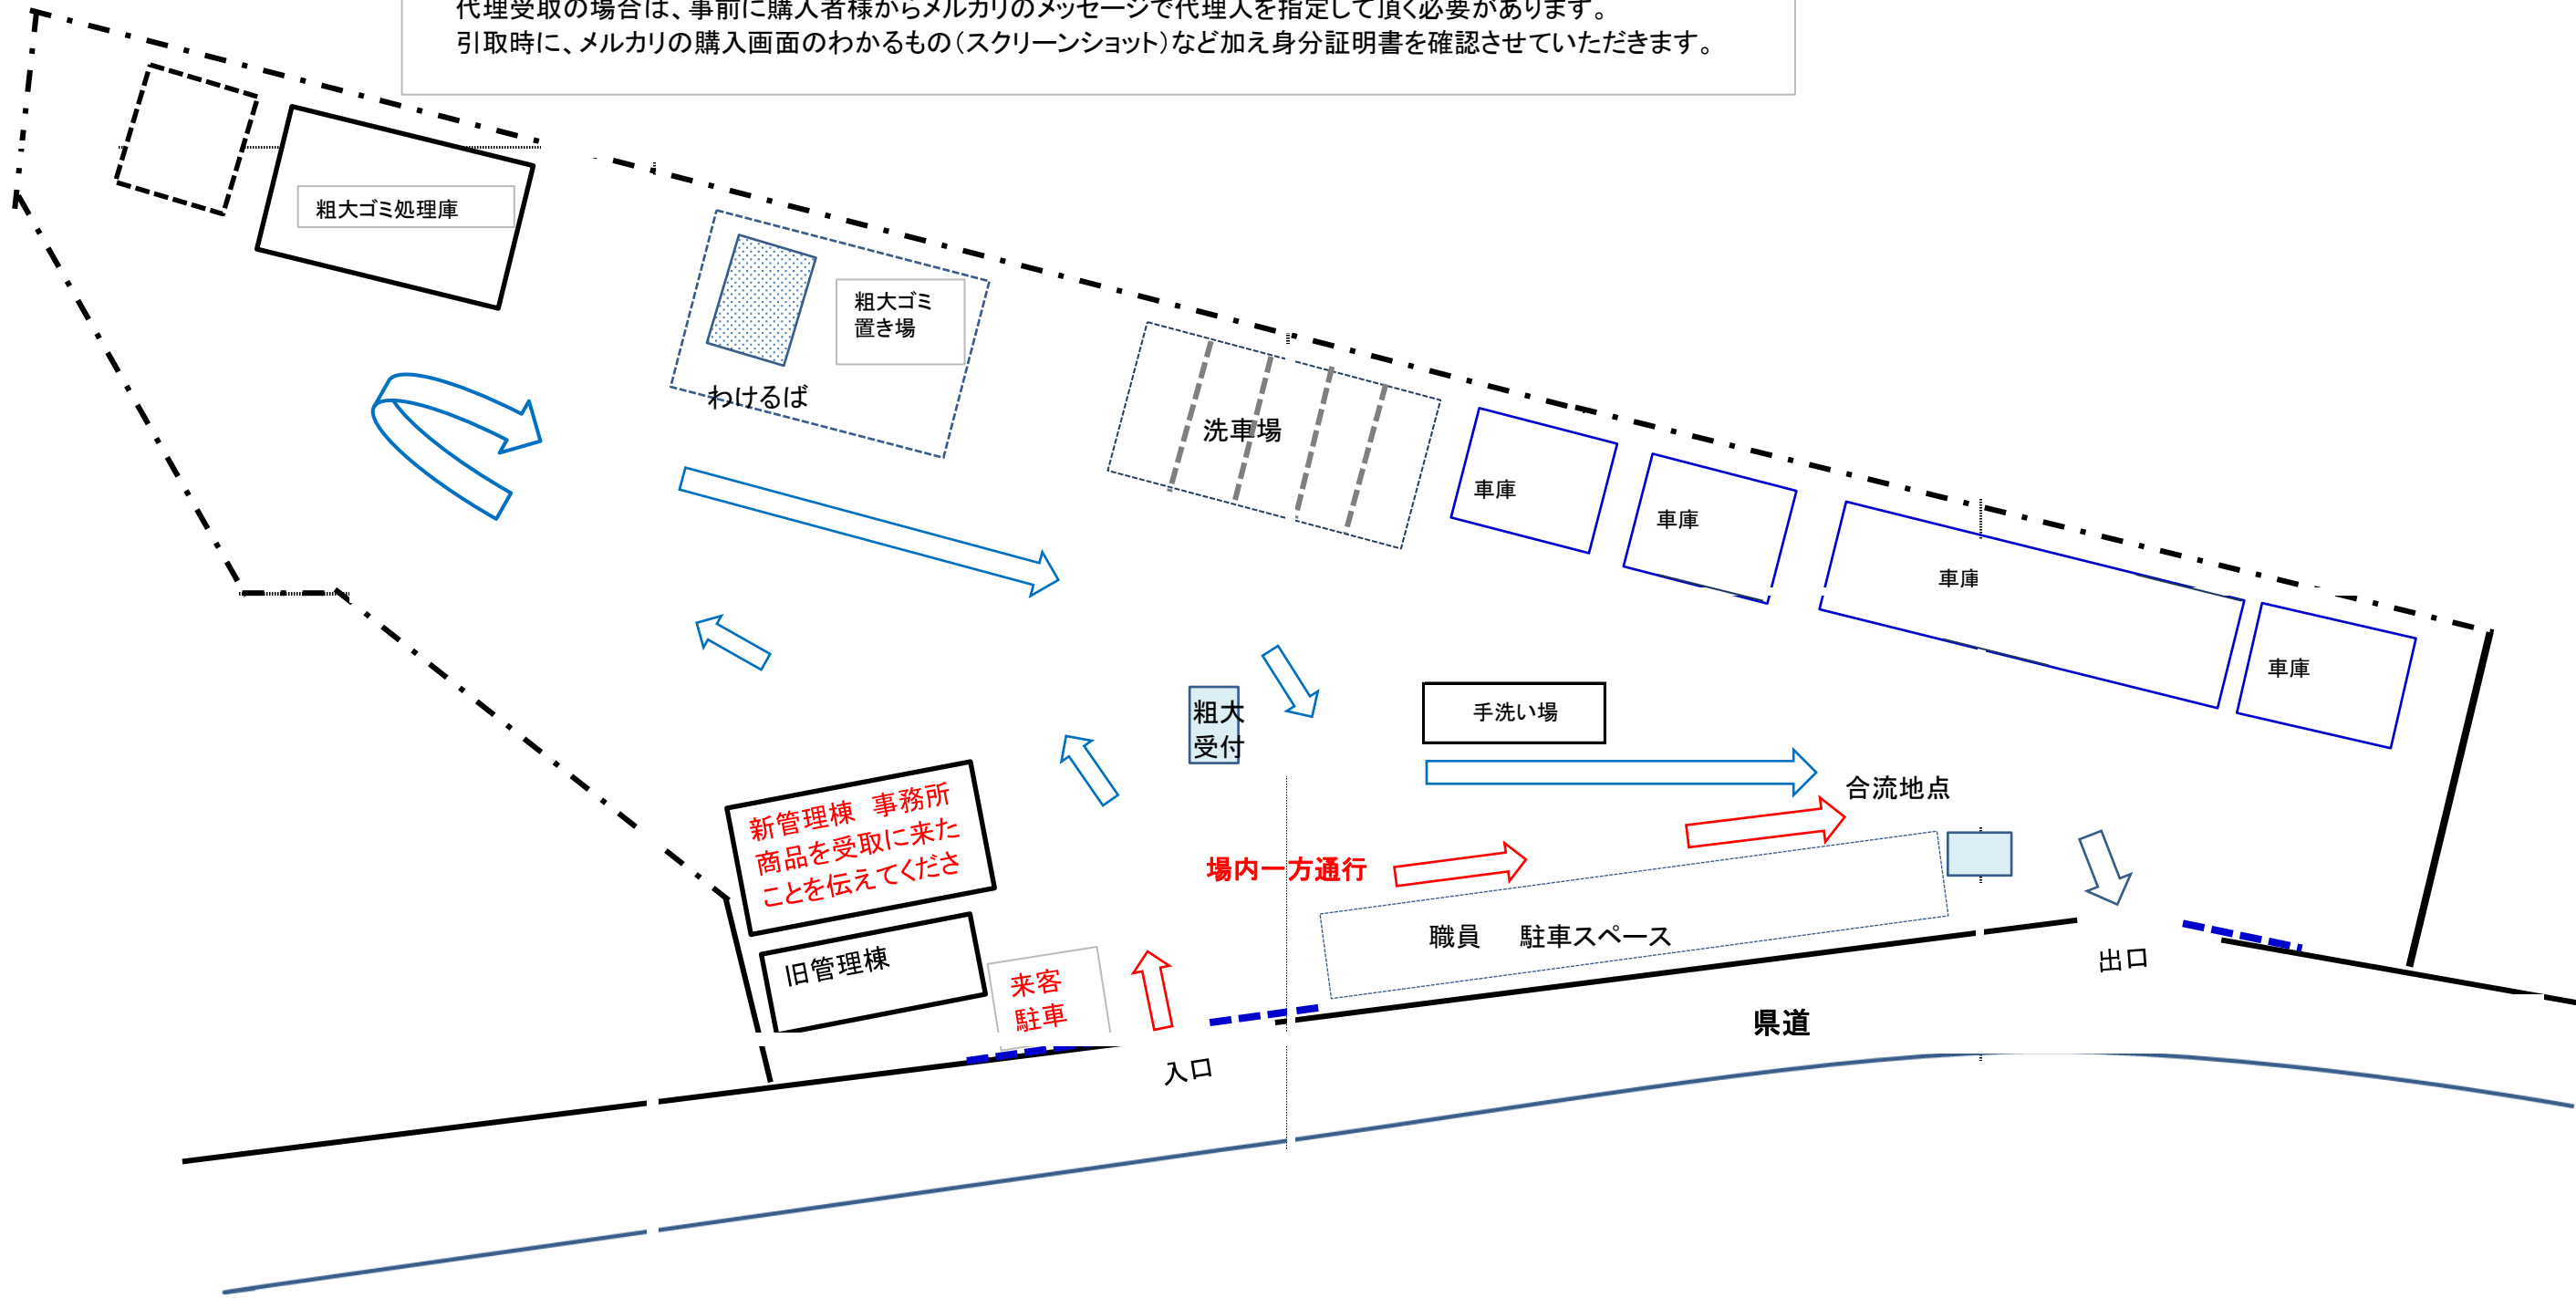 代理受取の場合は、事前に購入者様からメルカリのメッセージで代理人を指定して頂く必要があります。
引取時に、メルカリの購入画面のわかるもの（スクリーンショット）など加え身分証明書を確認させていただきます。
粗大ゴミ処理庫
粗大ゴミ
置き場
わけるば
洗車場
車庫
車庫
車庫
車庫
粗大
受付
手洗い場
合流地点
新管理棟　事務所
商品を受取に来た
ことを伝えてくださ
場内一方通行
旧管理棟
来客
駐車
職員　駐車スペース
出口
県道
入口